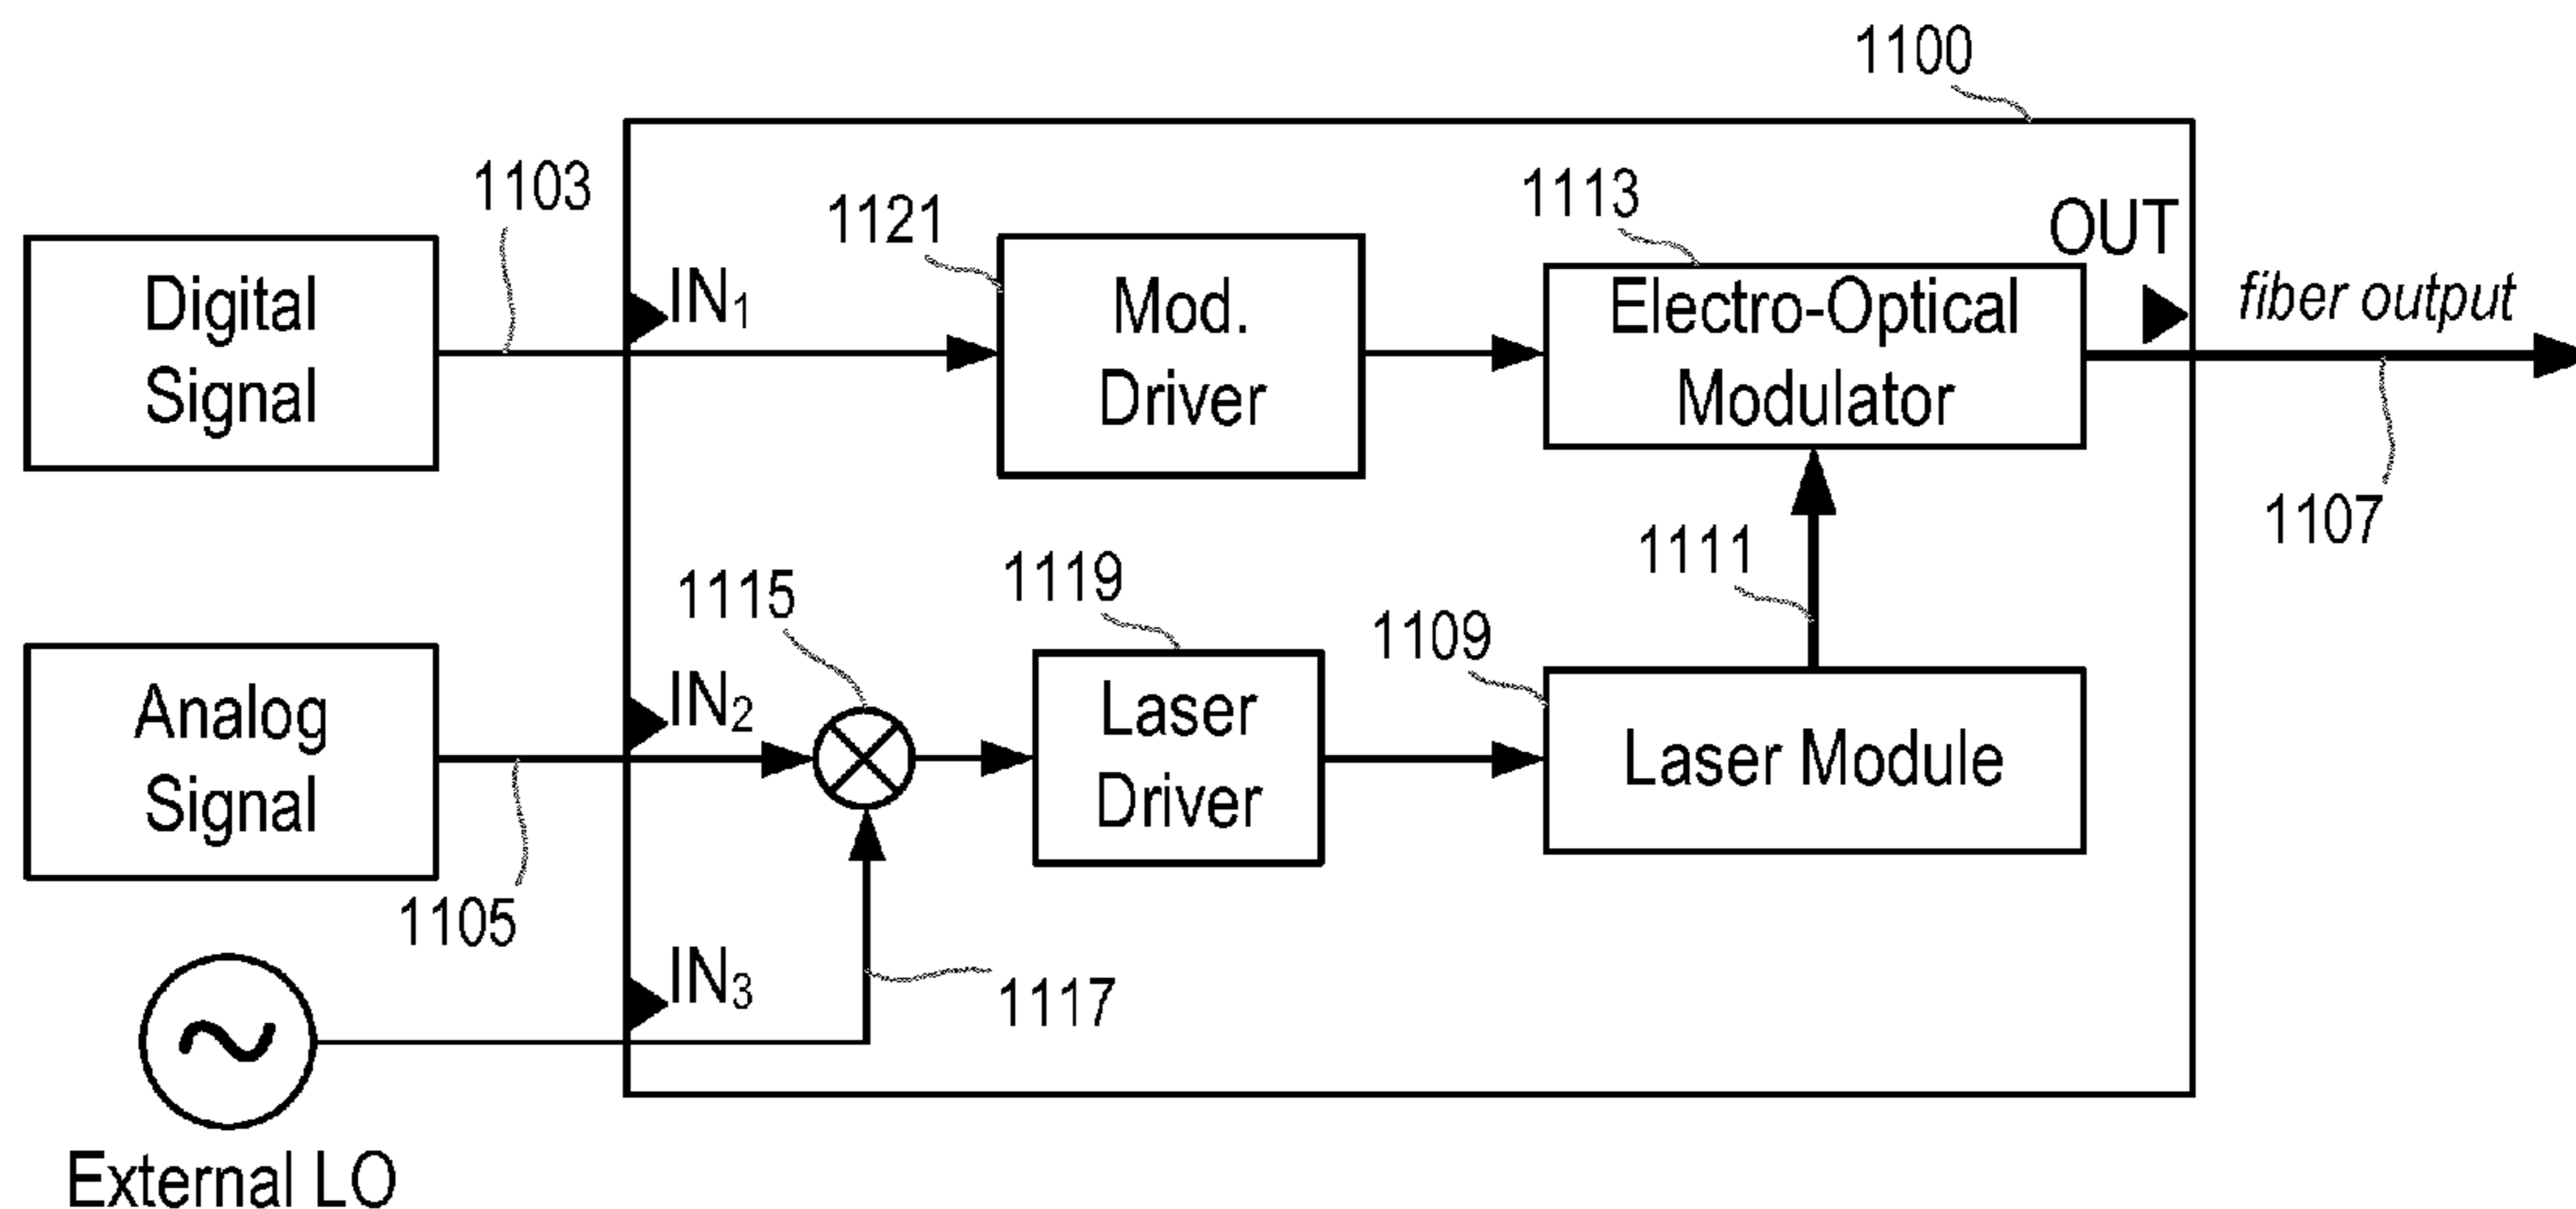 1100
1103
1121
1113
OUT
Digital
Signal
IN1
Mod.
Driver
Electro-Optical
Modulator
fiber output
1107
1111
1115
1119
1109
Analog
Signal
IN2
Laser
Driver
Laser Module
1105
IN3
1117
External LO